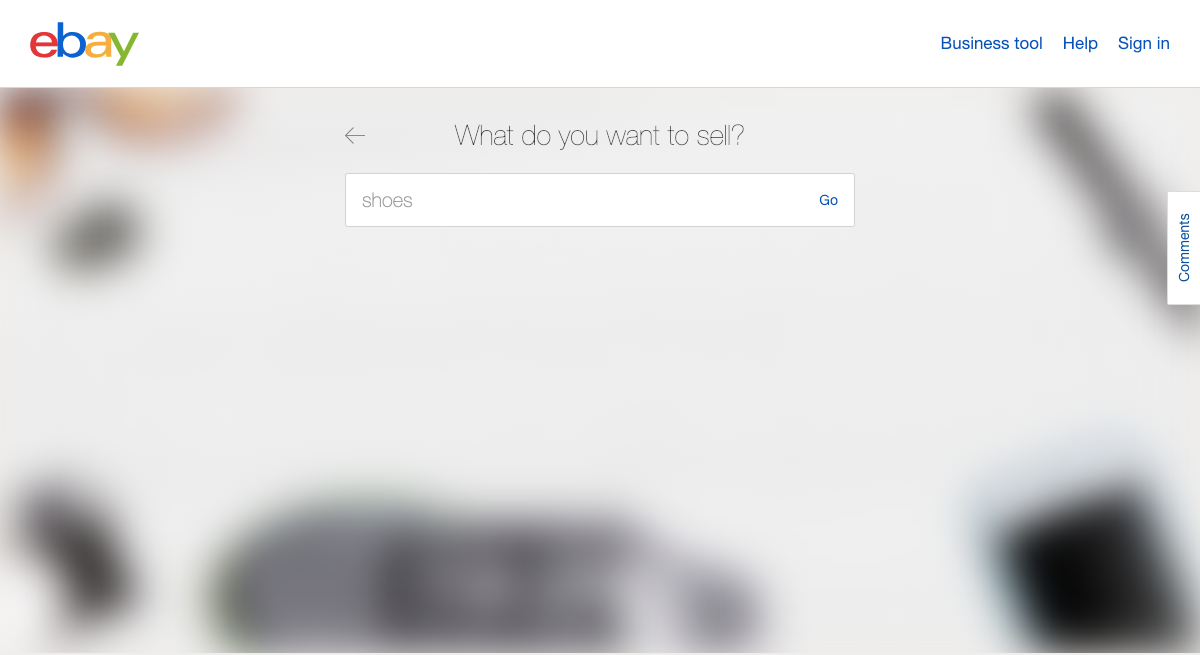 ebay
Business tool Help Sign in
What do you want to sell?
shoes Go
Comments